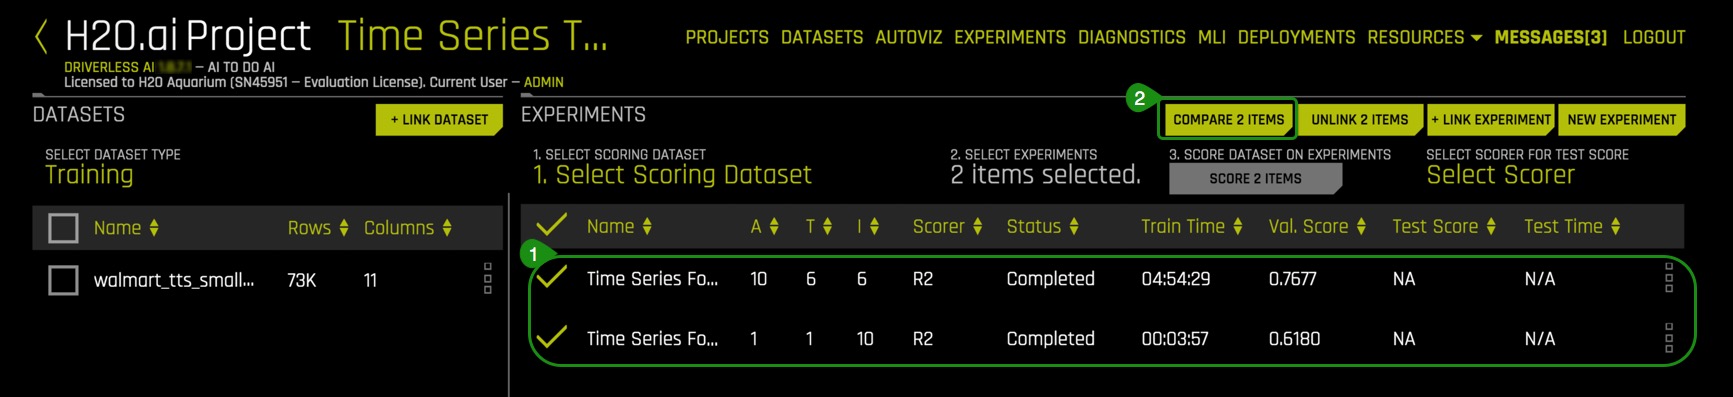 H2O.ai Project Time Series T...
PROJECTS DATASETS AUTOVIZ EXPERIMENTS DIAGNOSTICS MLI DEPLOYMENTS RESOURCES MESSAGES[3] LOGOUT
DRIVERLESS AI — AI TO DO AI
Licensed to H2O Aquarium (SN45951 — Evaluation License). Current User — ADMIN
DATASETS
+ LINK DATASET
SELECT DATASET TYPE
Training
Name Rows Columns
walmart_tts_small... 73K 11
EXPERIMENTS
2
COMPARE 2 ITEMS UNLINK 2 ITEMS + LINK EXPERIMENT NEW EXPERIMENT
1. SELECT SCORING DATASET
1. Select Scoring Dataset
2. SELECT EXPERIMENTS
2 items selected.
3. SCORE DATASET ON EXPERIMENTS
SCORE 2 ITEMS
SELECT SCORER FOR TEST SCORE
Select Scorer
Name A T I Scorer Status Train Time Val. Score Test Score Test Time
1
Time Series Fo... 10 6 6 R2 Completed 04:54:29 0.7677 NA N/A
Time Series Fo... 1 1 10 R2 Completed 00:03:57 0.6180 NA N/A